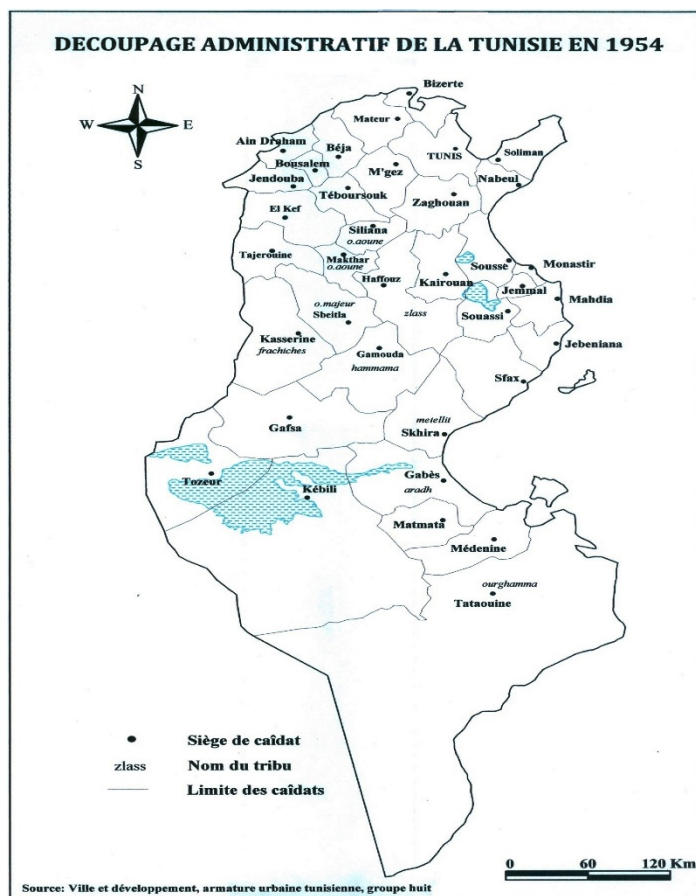 DECOUPAGE ADMINISTRATIF DE LA TUNISIE EN 1954
N
W E
S
Bizerte
Mateur
Ain Draham
Béja
TUNIS
Soliman
Bousalem
M'gez
Nabeul
Jendouba
Téboursouk
Zaghouan
El Kef
Siliana
o.aoune
Tajerouine
Makthar
o.aoune
Sousse
Monastir
Haffouz
Kairouan
Jemmal
Mahdia
o.majeur
Sbeitla
zlass
Souassi
Kasserine
frachiches
Gamouda
hammama
Jebeniana
Sfax
Gafsa
metellit
Skhira
Tozeur
Kébili
Gabès
aradh
Matmata
Médenine
ourghamma
Tataouine
Siège de caîdat
zlass Nom du tribu
Limite des caîdats
0 60 120 Km
Source: Ville et développement, armature urbaine tunisienne, groupe huit